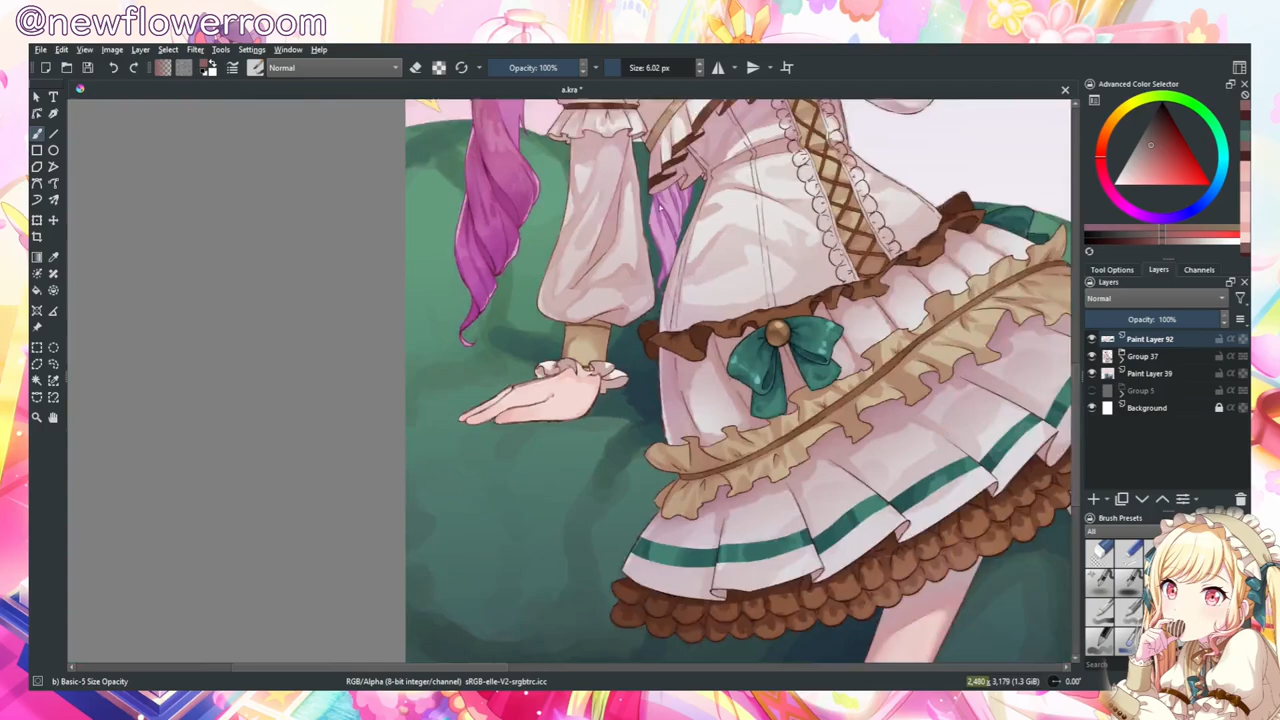 @newflowerroom
File Edit View Image Layer Select Filter Tools Settings Window Help
Normal Opacity: 100% Size: 6.02 px
a.kra *
Advanced Color Selector
Tool Options Layers Channels
Layers
Normal
Opacity: 100%
Paint Layer 92
Group 37
Paint Layer 39
Group 5
Background
Brush Presets
All
Search
b) Basic-5 Size Opacity RGB/Alpha (8-bit integer/channel) sRGB-elle-V2-srgbtrc.icc 2,480 x 3,179 (1.3 GiB) 0.00°